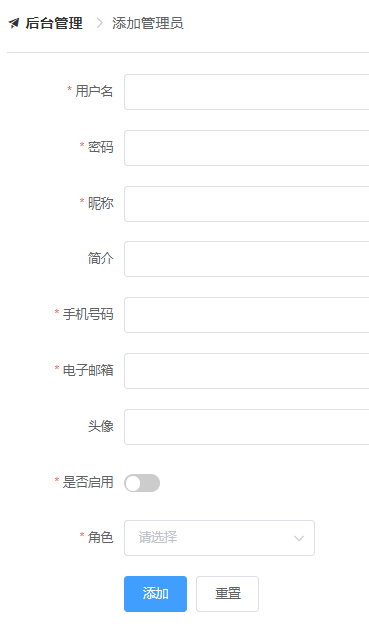 后台管理 添加管理员
* 用户名
* 密码
* 昵称
简介
* 手机号码
* 电子邮箱
头像
* 是否启用
* 角色 请选择
添加 重置